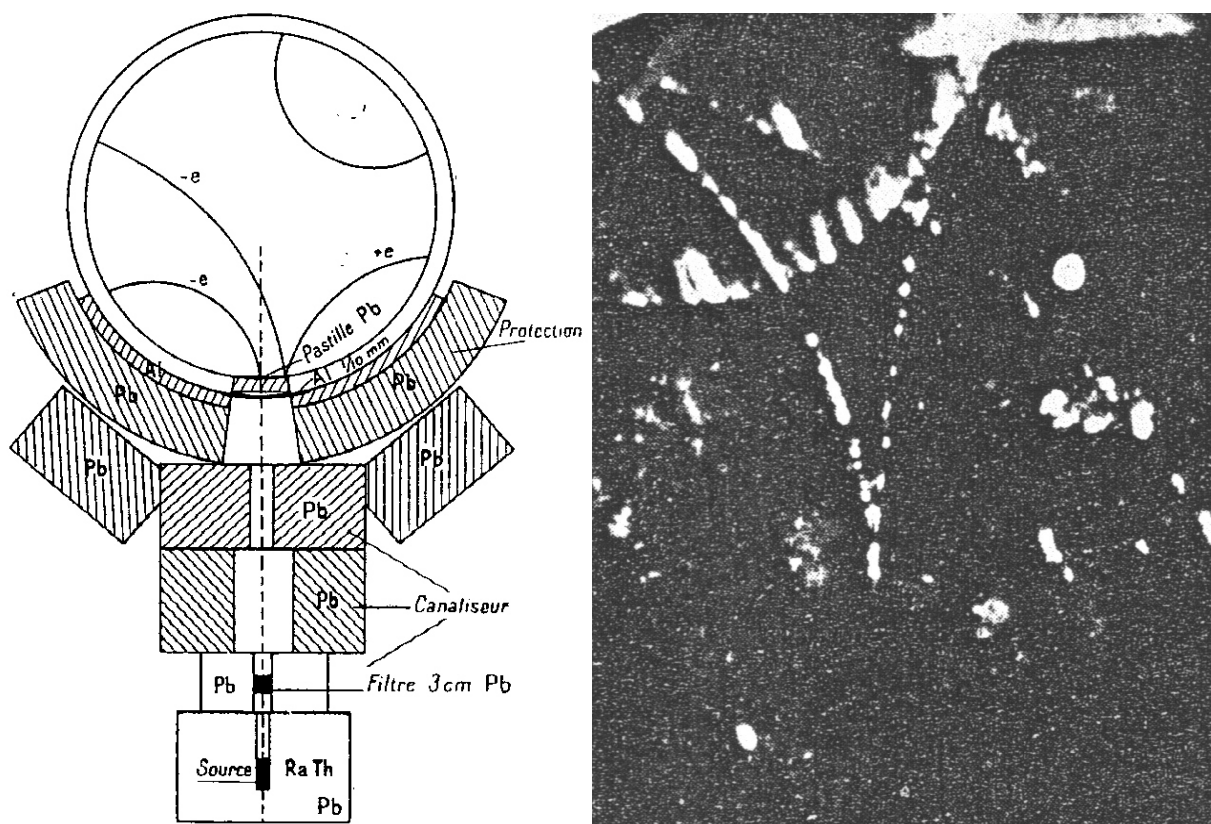 -e
-e
+e
Pastille Pb
Al 1/10 mm
Protection
Al
Pb
Pb
Pb
Pb
Pb
Pb
Canaliseur
Pb
Filtre 3cm Pb
Source
Ra Th
Pb